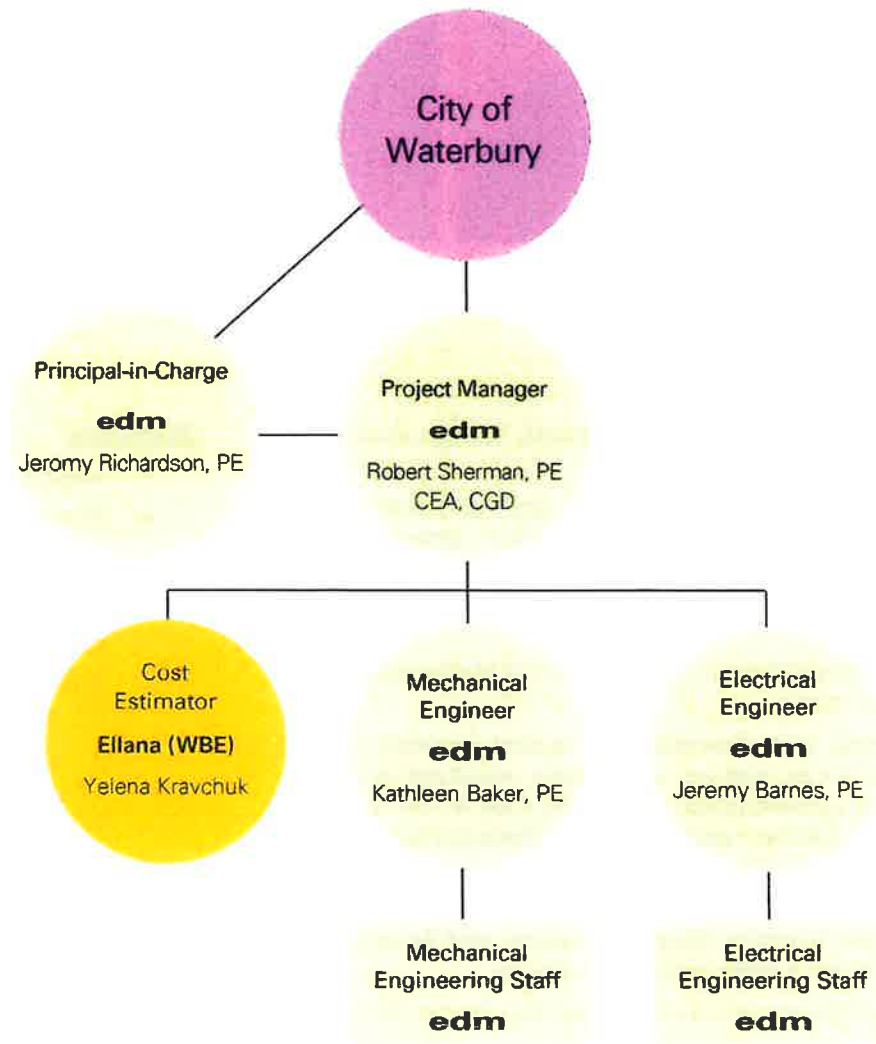 City of
Waterbury
Principal-in-Charge
edm
Jeromy Richardson, PE
Project Manager
edm
Robert Sherman, PE
CEA, CGD
Cost
Estimator
Ellana (WBE)
Yelena Kravchuk
Mechanical
Engineer
edm
Kathleen Baker, PE
Electrical
Engineer
edm
Jeremy Barnes, PE
Mechanical
Engineering Staff
edm
Electrical
Engineering Staff
edm